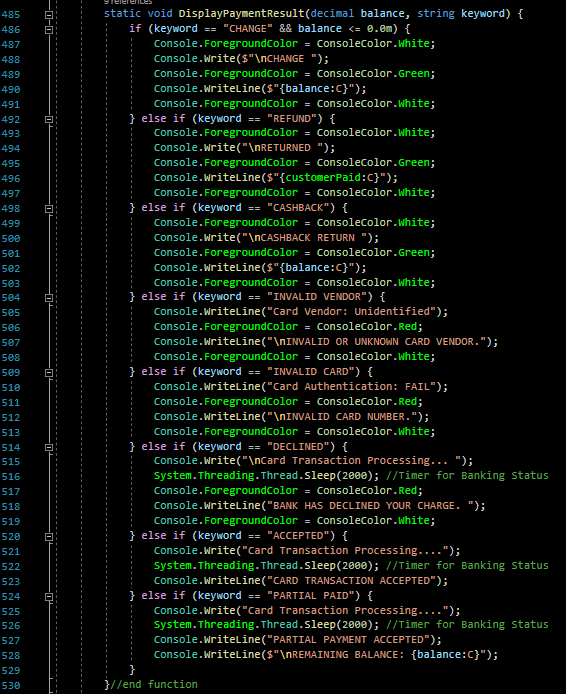 9 references
485 static void DisplayPaymentResult(decimal balance, string keyword) {
486 if (keyword == "CHANGE" && balance <= 0.0m) {
487 Console.ForegroundColor = ConsoleColor.White;
488 Console.Write($"\nCHANGE ");
489 Console.ForegroundColor = ConsoleColor.Green;
490 Console.WriteLine($"{balance:C}");
491 Console.ForegroundColor = ConsoleColor.White;
492 } else if (keyword == "REFUND") {
493 Console.ForegroundColor = ConsoleColor.White;
494 Console.Write("\nRETURNED ");
495 Console.ForegroundColor = ConsoleColor.Green;
496 Console.WriteLine($"{customerPaid:C}");
497 Console.ForegroundColor = ConsoleColor.White;
498 } else if (keyword == "CASHBACK") {
499 Console.ForegroundColor = ConsoleColor.White;
500 Console.Write("\nCASHBACK RETURN ");
501 Console.ForegroundColor = ConsoleColor.Green;
502 Console.WriteLine($"{balance:C}");
503 Console.ForegroundColor = ConsoleColor.White;
504 } else if (keyword == "INVALID VENDOR") {
505 Console.WriteLine("Card Vendor: Unidentified");
506 Console.ForegroundColor = ConsoleColor.Red;
507 Console.WriteLine("\nINVALID OR UNKNOWN CARD VENDOR.");
508 Console.ForegroundColor = ConsoleColor.White;
509 } else if (keyword == "INVALID CARD") {
510 Console.WriteLine("Card Authentication: FAIL");
511 Console.ForegroundColor = ConsoleColor.Red;
512 Console.WriteLine("\nINVALID CARD NUMBER.");
513 Console.ForegroundColor = ConsoleColor.White;
514 } else if (keyword == "DECLINED") {
515 Console.Write("\nCard Transaction Processing... ");
516 System.Threading.Thread.Sleep(2000); //Timer for Banking Status
517 Console.ForegroundColor = ConsoleColor.Red;
518 Console.WriteLine("BANK HAS DECLINED YOUR CHARGE. ");
519 Console.ForegroundColor = ConsoleColor.White;
520 } else if (keyword == "ACCEPTED") {
521 Console.Write("Card Transaction Processing....");
522 System.Threading.Thread.Sleep(2000); //Timer for Banking Status
523 Console.WriteLine("CARD TRANSACTION ACCEPTED");
524 } else if (keyword == "PARTIAL PAID") {
525 Console.Write("Card Transaction Processing....");
526 System.Threading.Thread.Sleep(2000); //Timer for Banking Status
527 Console.WriteLine("PARTIAL PAYMENT ACCEPTED");
528 Console.WriteLine($"\nREMAINING BALANCE: {balance:C}");
529 }
530 }//end function